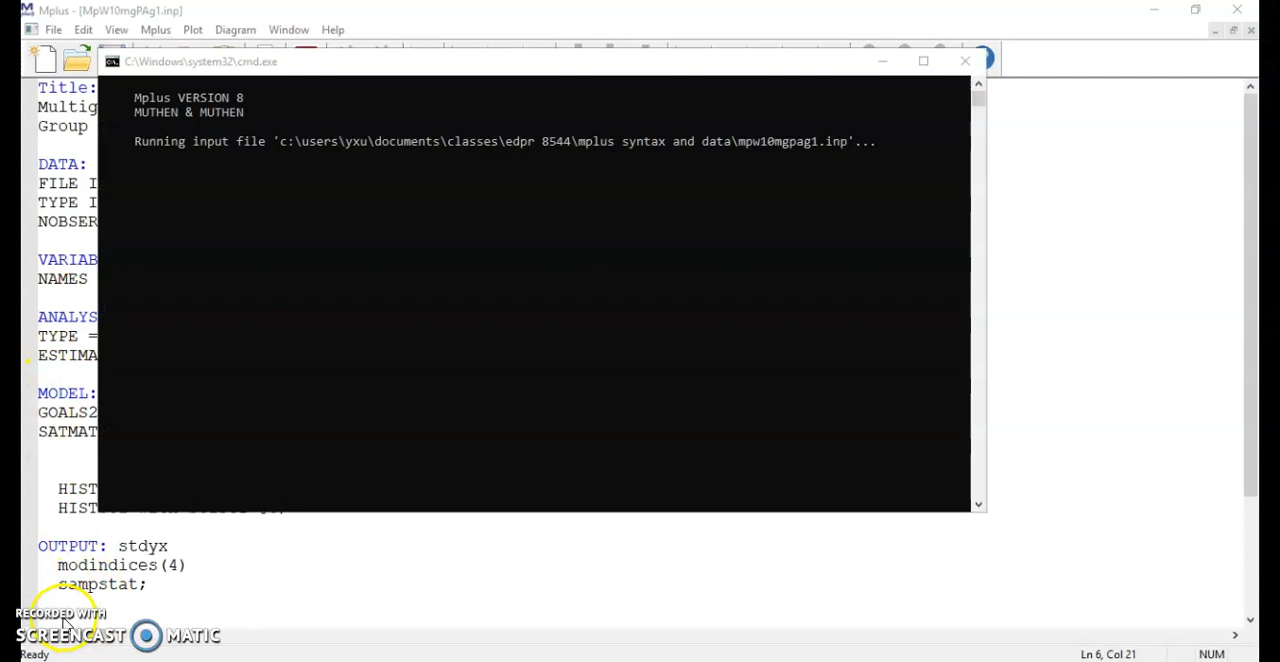 Mplus - [MpW10mgPAg1.inp]
File Edit View Mplus Plot Diagram Window Help
C:\Windows\system32\cmd.exe
Mplus VERSION 8
MUTHEN & MUTHEN
Running input file 'c:\users\yxu\documents\classes\edpr 8544\mplus syntax and data\mpw10mgpag1.inp'...
Title:
Multig
Group
DATA:
FILE I
TYPE I
NOBSER
VARIAB
NAMES
ANALYS
TYPE =
ESTIMA
MODEL:
GOALS2
SATMAT
HIST
HIST
OUTPUT: stdyx
modindices(4)
sampstat;
RECORDED WITH
SCREENCAST MATIC
Ready
Ln 6, Col 21 NUM